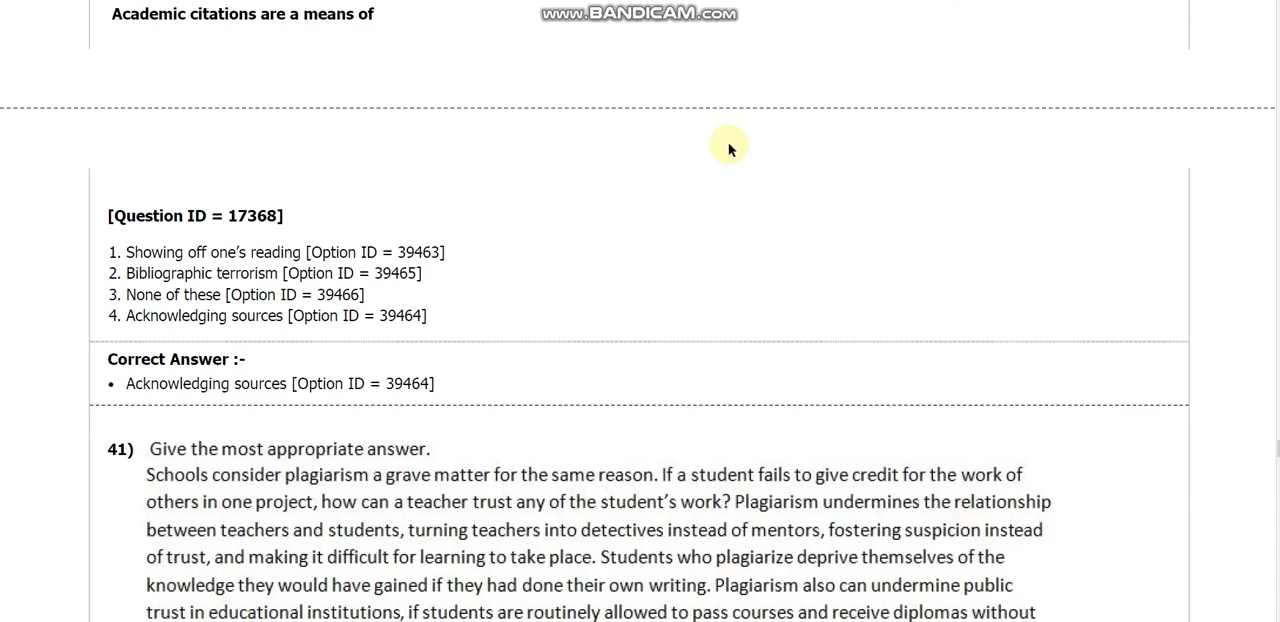 Academic citations are a means of
www.BANDICAM.com
[Question ID = 17368]
1. Showing off one's reading [Option ID = 39463]
2. Bibliographic terrorism [Option ID = 39465]
3. None of these [Option ID = 39466]
4. Acknowledging sources [Option ID = 39464]
Correct Answer :-
• Acknowledging sources [Option ID = 39464]
41) Give the most appropriate answer.
Schools consider plagiarism a grave matter for the same reason. If a student fails to give credit for the work of
others in one project, how can a teacher trust any of the student's work? Plagiarism undermines the relationship
between teachers and students, turning teachers into detectives instead of mentors, fostering suspicion instead
of trust, and making it difficult for learning to take place. Students who plagiarize deprive themselves of the
knowledge they would have gained if they had done their own writing. Plagiarism also can undermine public
trust in educational institutions, if students are routinely allowed to pass courses and receive diplomas without